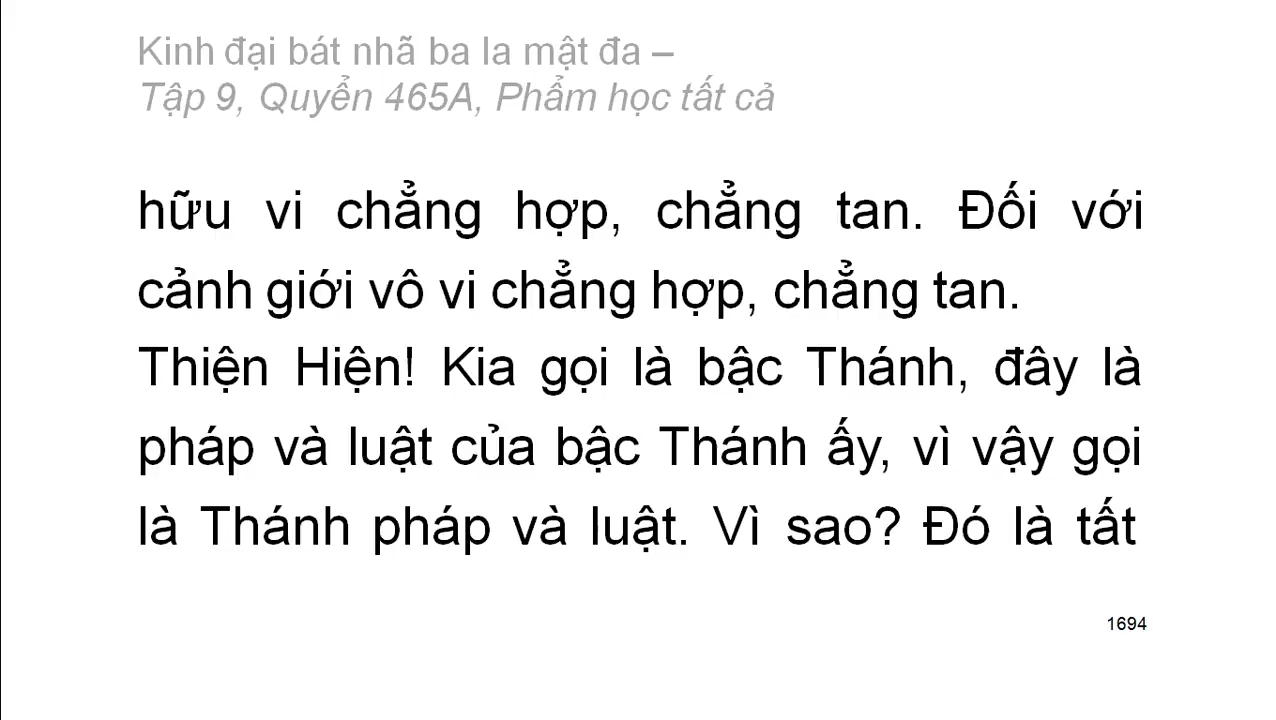 Kinh đại bát nhã ba la mật đa –
Tập 9, Quyển 465A, Phẩm học tất cả
hữu vi chẳng hợp, chẳng tan. Đối với
cảnh giới vô vi chẳng hợp, chẳng tan.
Thiện Hiện! Kia gọi là bậc Thánh, đây là
pháp và luật của bậc Thánh ấy, vì vậy gọi
là Thánh pháp và luật. Vì sao? Đó là tất
1694